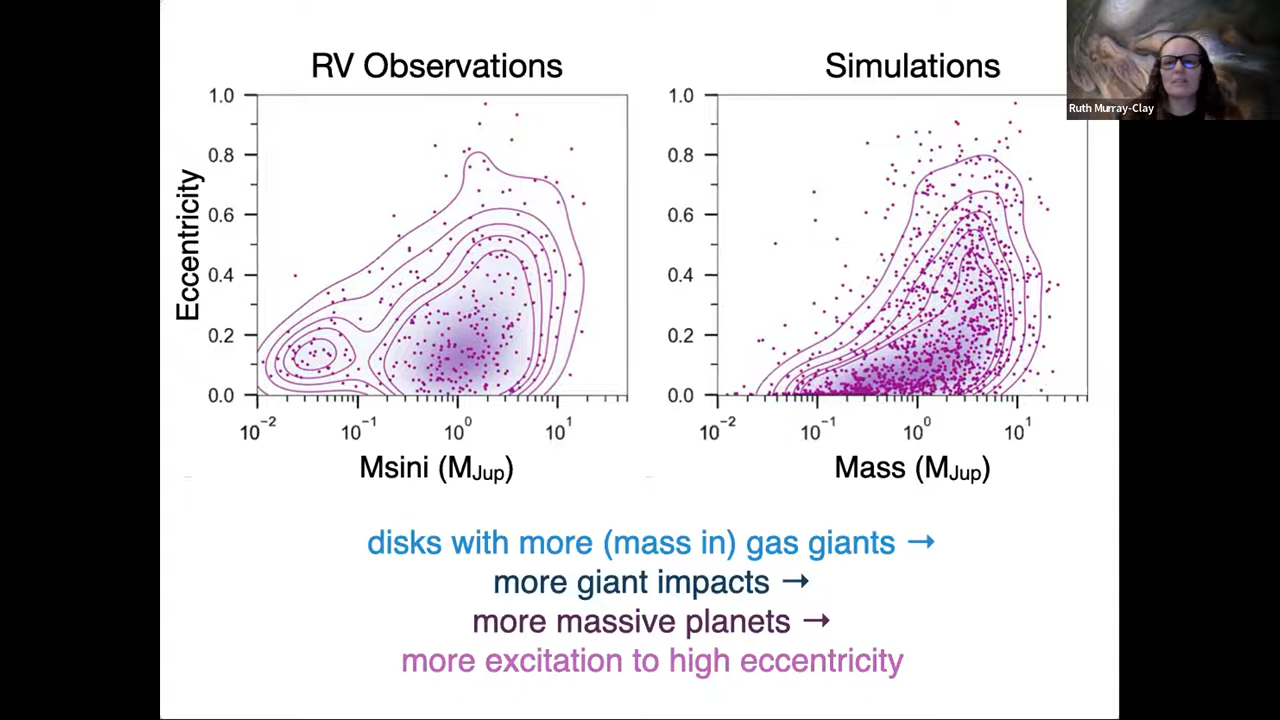 RV Observations
Simulations
Ruth Murray-Clay
Eccentricity
1.0
0.8
0.6
0.4
0.2
0.0
10⁻²
10⁻¹
10⁰
10¹
Msini (M_Jup)
1.0
0.8
0.6
0.4
0.2
0.0
10⁻²
10⁻¹
10⁰
10¹
Mass (M_Jup)
disks with more (mass in) gas giants →
more giant impacts →
more massive planets →
more excitation to high eccentricity